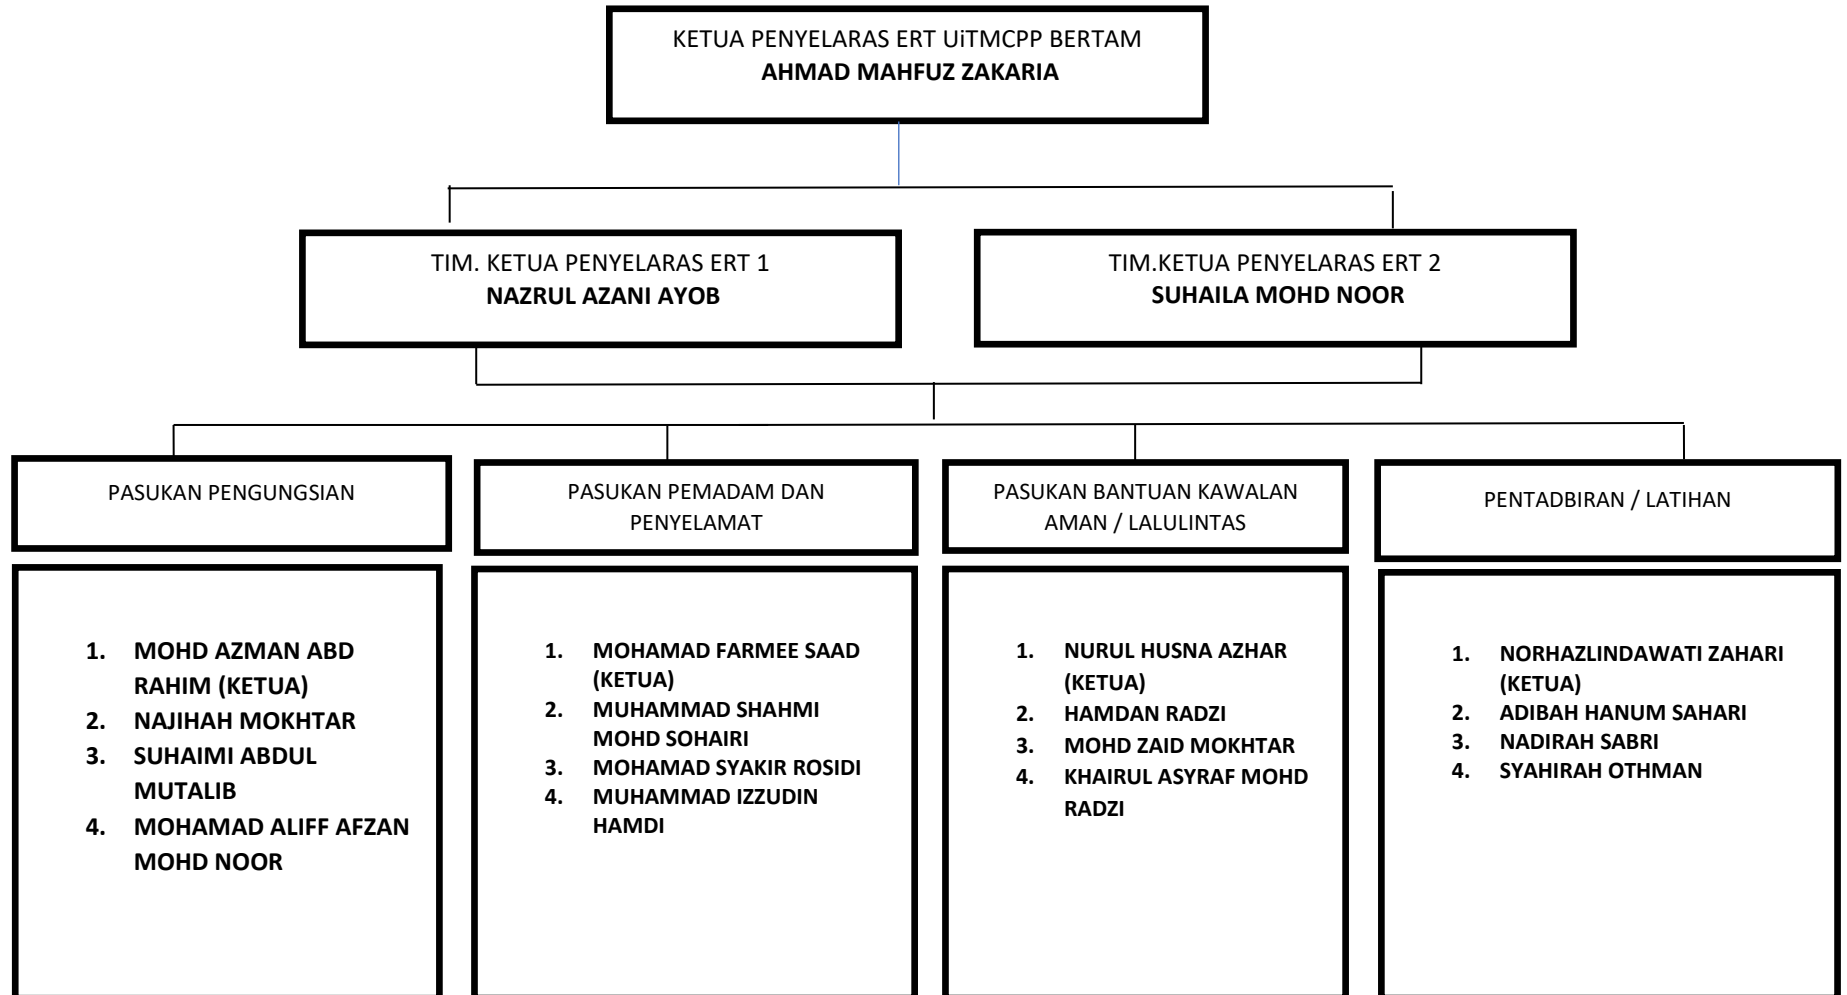 KETUA PENYELARAS ERT UiTMCPP BERTAM
AHMAD MAHFUZ ZAKARIA
TIM. KETUA PENYELARAS ERT 1
NAZRUL AZANI AYOB
TIM.KETUA PENYELARAS ERT 2
SUHAILA MOHD NOOR
PASUKAN PENGUNGSIAN
1. MOHD AZMAN ABD
RAHIM (KETUA)
2. NAJIHAH MOKHTAR
3. SUHAIMI ABDUL
MUTALIB
4. MOHAMAD ALIFF AFZAN
MOHD NOOR
PASUKAN PEMADAM DAN
PENYELAMAT
1. MOHAMAD FARMEE SAAD
(KETUA)
2. MUHAMMAD SHAHMI
MOHD SOHAIRI
3. MOHAMAD SYAKIR ROSIDI
4. MUHAMMAD IZZUDIN
HAMDI
PASUKAN BANTUAN KAWALAN
AMAN / LALULINTAS
1. NURUL HUSNA AZHAR
(KETUA)
2. HAMDAN RADZI
3. MOHD ZAID MOKHTAR
4. KHAIRUL ASYRAF MOHD
RADZI
PENTADBIRAN / LATIHAN
1. NORHAZLINDAWATI ZAHARI
(KETUA)
2. ADIBAH HANUM SAHARI
3. NADIRAH SABRI
4. SYAHIRAH OTHMAN